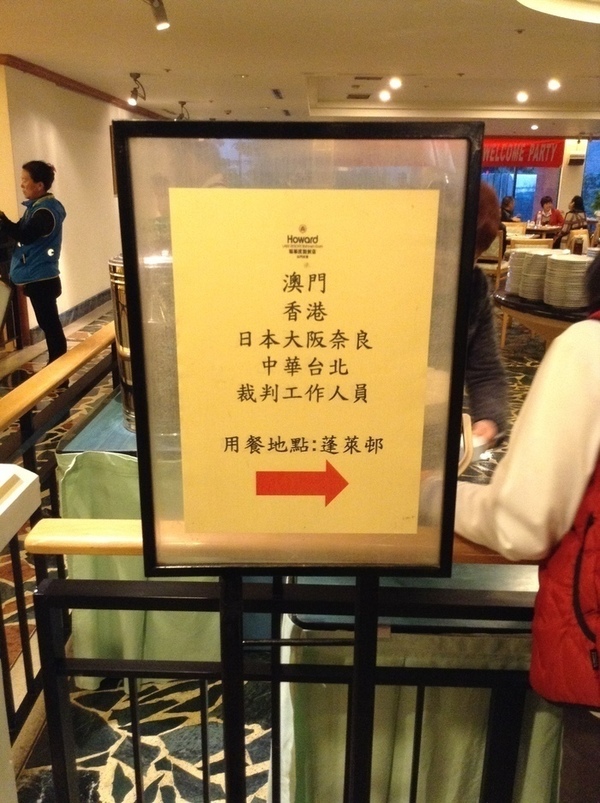 WELCOME PARTY
Howard
澳門
香港
日本大阪奈良
中華台北
裁判工作人員
用餐地點:蓬萊邨